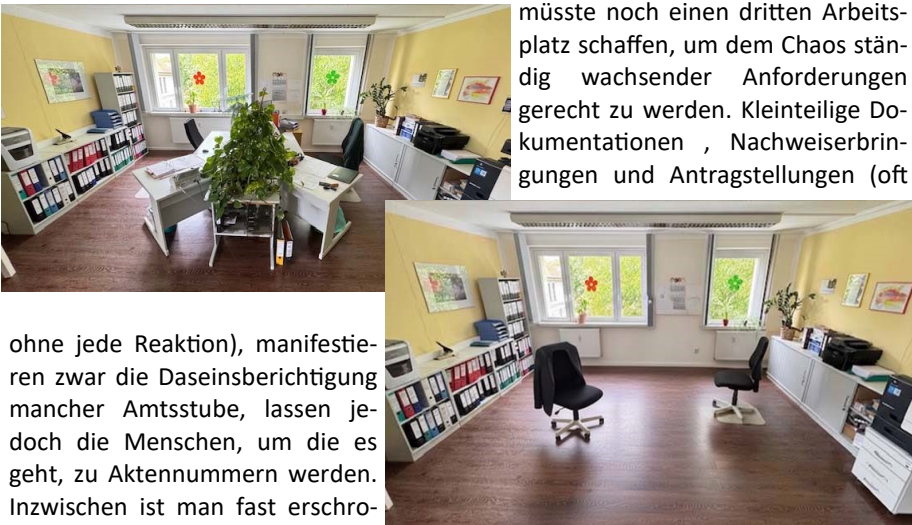 müsste noch einen dritten Arbeits-
platz schaffen, um dem Chaos stän-
dig wachsender Anforderungen
gerecht zu werden. Kleinteilige Do-
kumentationen , Nachweiserbrin-
gungen und Antragstellungen (oft
ohne jede Reaktion), manifestie-
ren zwar die Daseinsberichtigung
mancher Amtsstube, lassen je-
doch die Menschen, um die es
geht, zu Aktennummern werden.
Inzwischen ist man fast erschro-